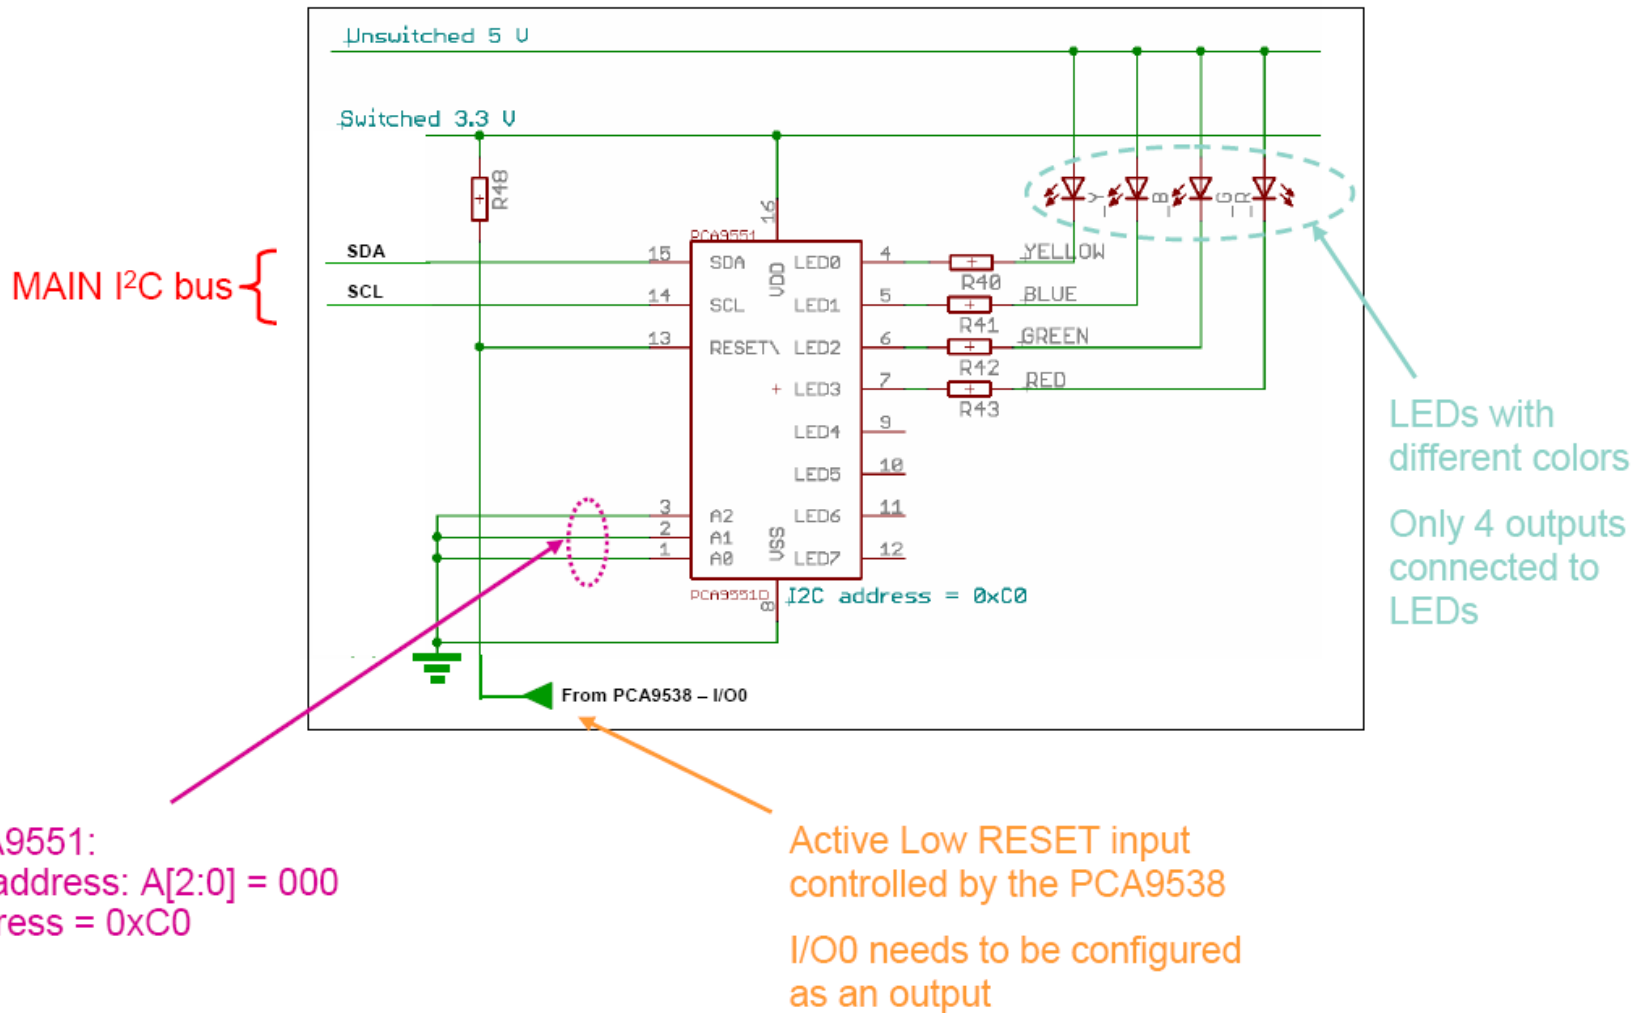 Unswitched 5 V
Switched 3.3 V
R48
16
PCA9551
MAIN I²C bus
SDA
SCL
15
14
13
3
2
1
SDA
SCL
RESET\
A2
A1
A0
VDD
VSS
LED0
LED1
LED2
+ LED3
LED4
LED5
LED6
LED7
4
5
6
7
9
10
11
12
R40
R41
R42
R43
YELLOW
BLUE
GREEN
RED
_Y
_B
_G
_R
PCA9551D
8
I2C address = 0xC0
From PCA9538 – I/O0
LEDs with
different colors
Only 4 outputs
connected to
LEDs
A9551:
address: A[2:0] = 000
ress = 0xC0
Active Low RESET input
controlled by the PCA9538
I/O0 needs to be configured
as an output